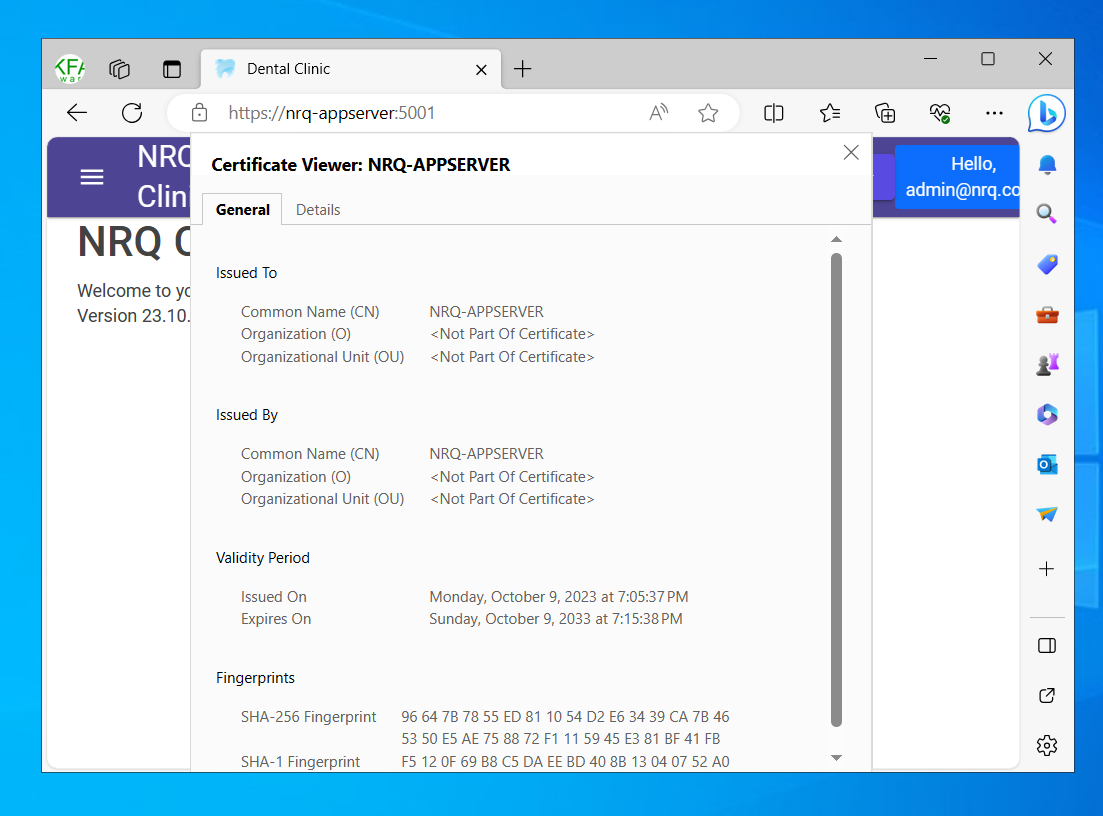 KFA
war
Dental Clinic
https://nrq-appserver:5001
NRQ
Clini
Hello,
admin@nrq.co
Certificate Viewer: NRQ-APPSERVER
General
Details
NRQ C
Welcome to yo
Version 23.10.
Issued To
Common Name (CN) NRQ-APPSERVER
Organization (O) <Not Part Of Certificate>
Organizational Unit (OU) <Not Part Of Certificate>
Issued By
Common Name (CN) NRQ-APPSERVER
Organization (O) <Not Part Of Certificate>
Organizational Unit (OU) <Not Part Of Certificate>
Validity Period
Issued On Monday, October 9, 2023 at 7:05:37 PM
Expires On Sunday, October 9, 2033 at 7:15:38 PM
Fingerprints
SHA-256 Fingerprint 96 64 7B 78 55 ED 81 10 54 D2 E6 34 39 CA 7B 46
53 50 E5 AE 75 88 72 F1 11 59 45 E3 81 BF 41 FB
SHA-1 Fingerprint F5 12 0F 69 B8 C5 DA EE BD 40 8B 13 04 07 52 A0